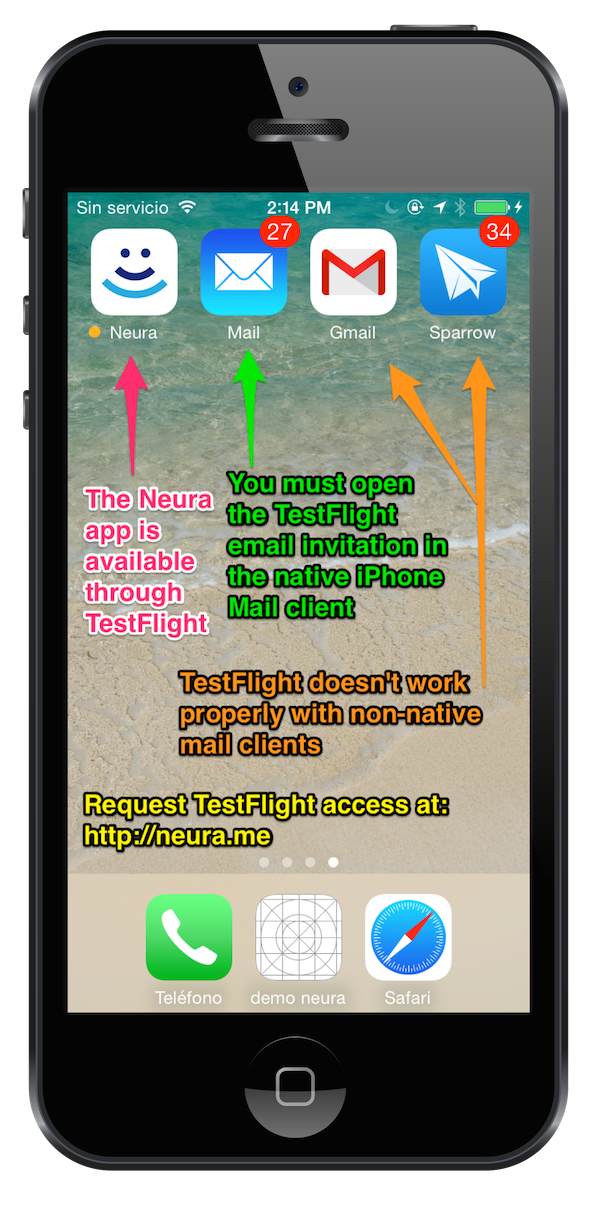 Sin servicio 2:14 PM
27 34
Neura Mail Gmail Sparrow
The Neura
app is
available
through
TestFlight
You must open
the TestFlight
email invitation in
the native iPhone
Mail client
TestFlight doesn't work
properly with non-native
mail clients
Request TestFlight access at:
http://neura.me
Teléfono demo neura Safari